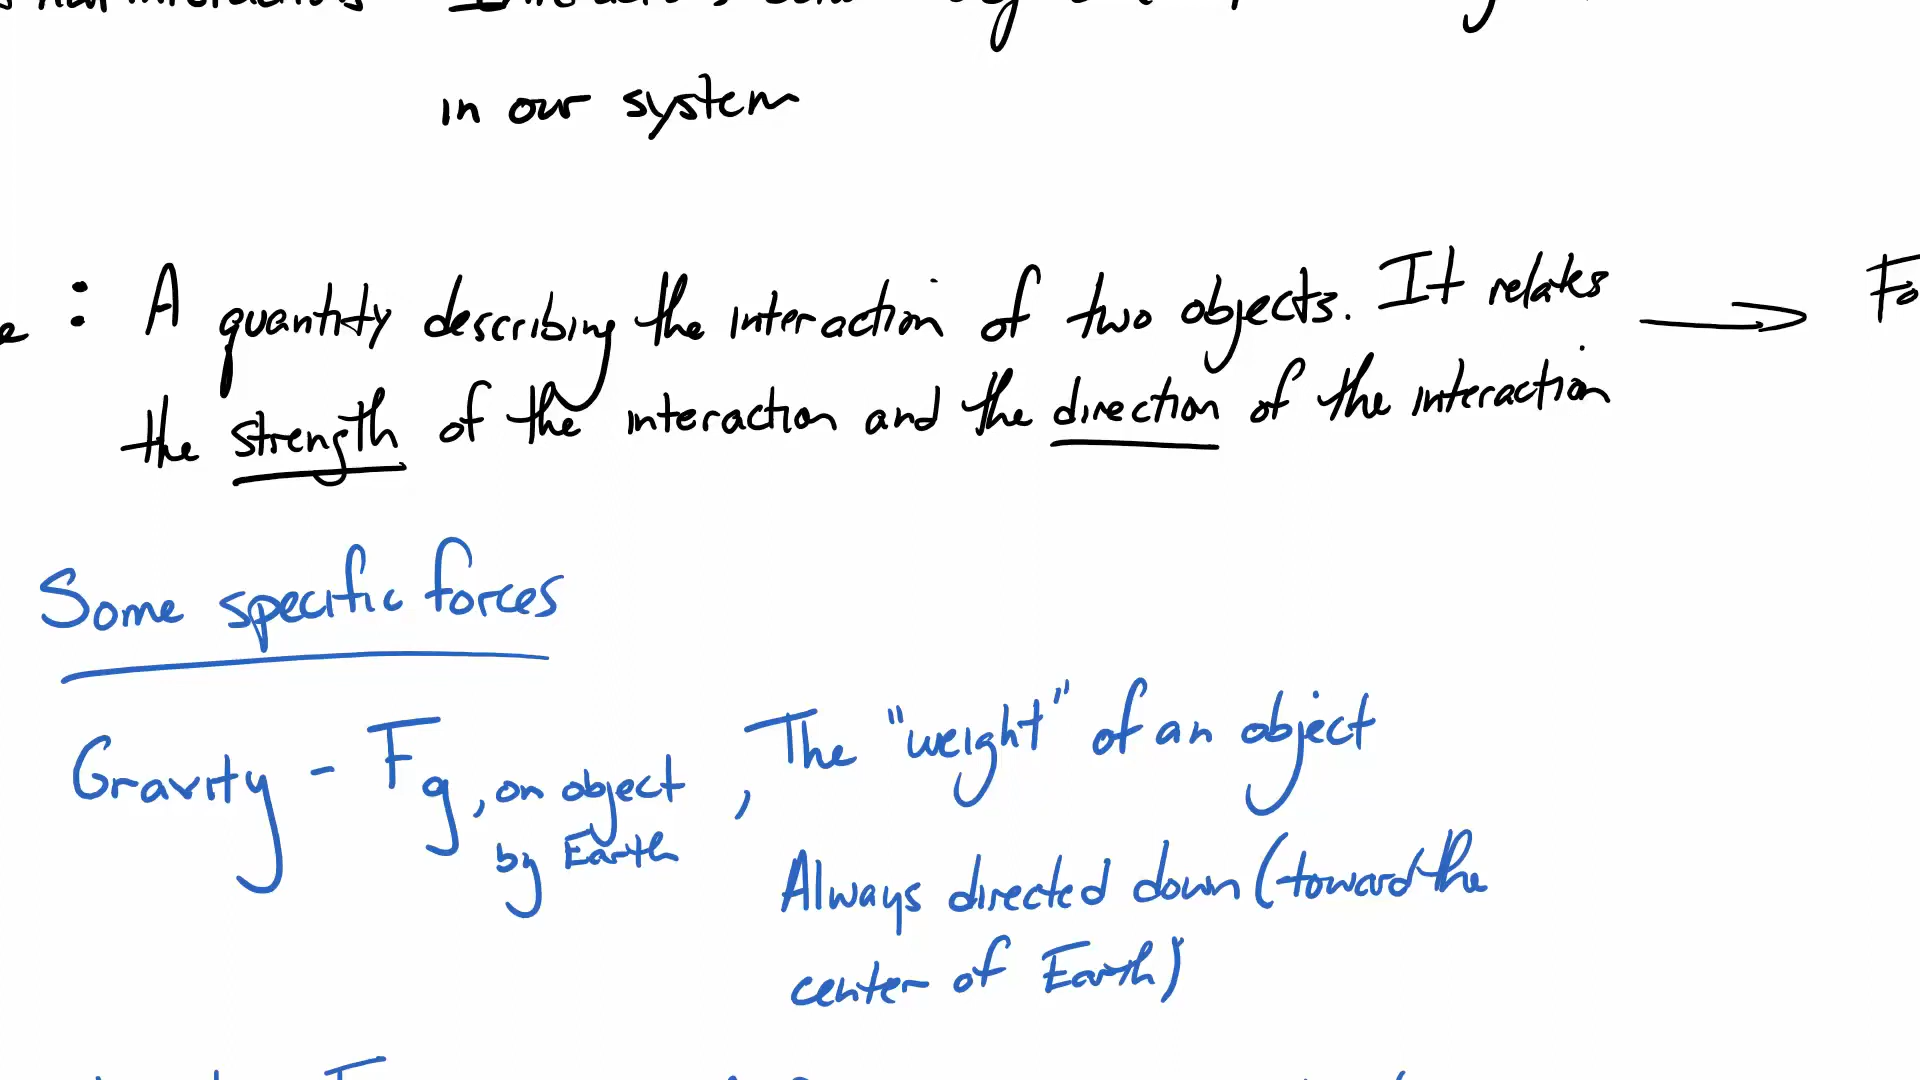 in our system
: A quantity describing the interaction of two objects. It relates → Fo
the strength of the interaction and the direction of the interaction
Some specific forces
Gravity - Fg, on object by Earth, The "weight" of an object
Always directed down (toward the
center of Earth)